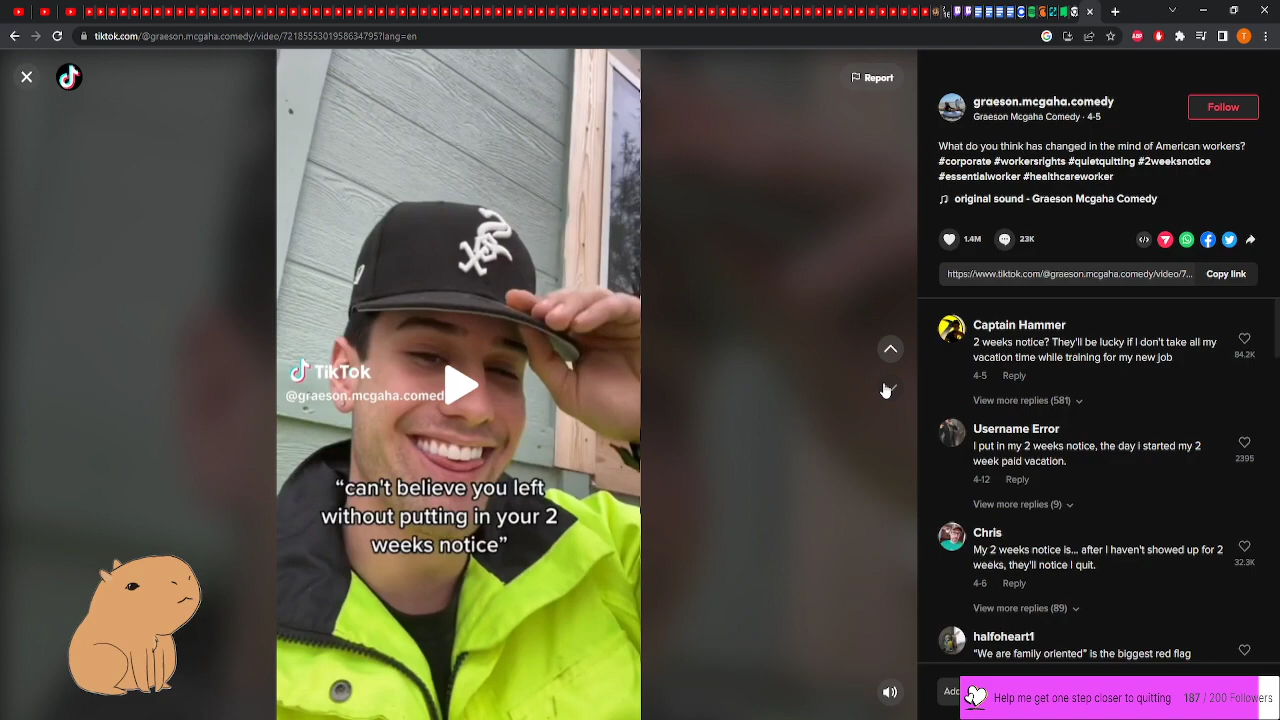 tiktok.com/@graeson.mcgaha.comedy/video/7218555301958634795?lang=en
T
Report
TikTok
@graeson.mcgaha.comed
“can't believe you left
without putting in your 2
weeks notice”
graeson.mcgaha.comedy
Graeson Mcgaha Comedy · 4-5
Follow
What do you think has changed in the mind of American workers?
#corporate #workersrights #quietquitting #2weeksnotice
#essentialworker #healthcareworker
original sound - Graeson Mcgaha Comedy
1.4M
23K
https://www.tiktok.com/@graeson.mcgaha.comedy/video/7...
Copy link
Captain Hammer
2 weeks notice? They'll be lucky if I don't take all my
vacation time while training for my new job
84.2K
4-5 Reply
View more replies (581)
Username Error
I put in my 2 weeks notice, the day i started my 2
week paid vacation.
2395
4-12 Reply
View more replies (9)
Chris
My 2 weeks notice is... after I haven't showed up for 2
weeks, they'll notice I quit.
32.3K
4-6 Reply
View more replies (89)
halfoheart1
“We are family oriented” is the biggest red flag
Add
Help me get one step closer to quitting
187 / 200 Followers